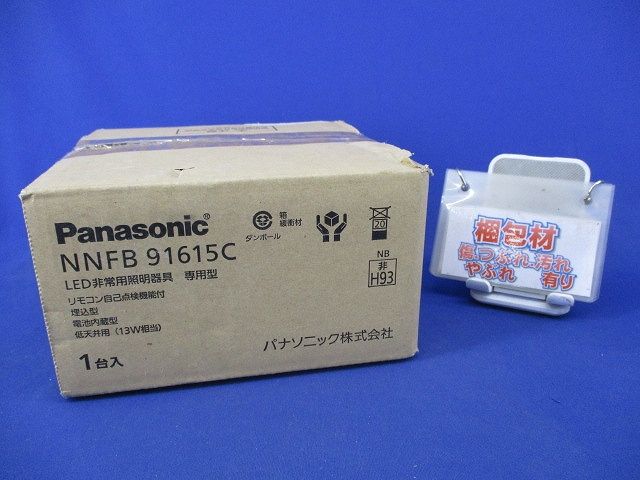 Panasonic®
NNFB 91615C
LED非常用照明器具 専用型
リモコン自己点検機能付
埋込型
電池内蔵型
低天井用（13W相当）
1台入
ダンボール
箱
緩衝材
20
NB
非
H93
パナソニック株式会社
梱包材
傷つぶれ汚れ
やぶれ 有り